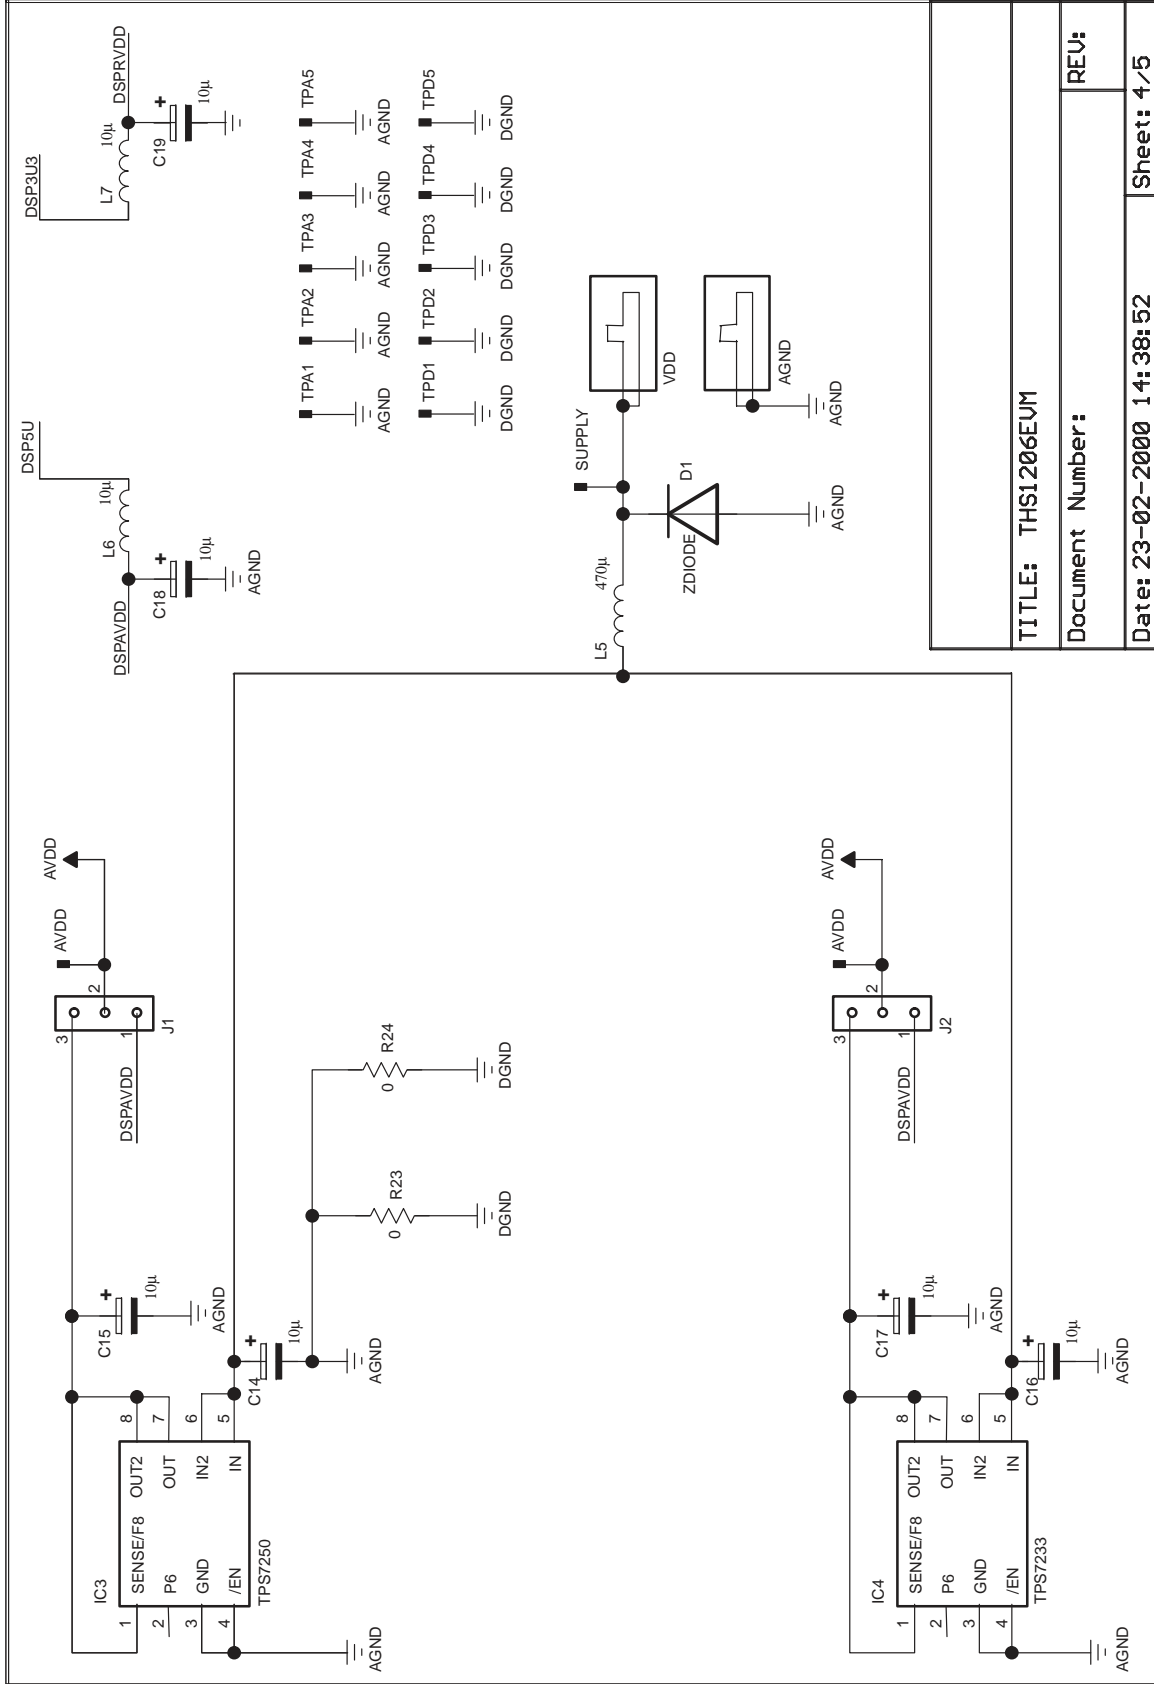 IC3
1
2
3
4
SENSE/F8
P6
GND
/EN
OUT2
OUT
IN2
IN
8
7
6
5
TPS7250
AGND
C15
+
10µ
AGND
C14
+
10µ
AGND
0
R23
DGND
0
R24
DGND
DSPAVDD
3
2
1
J1
AVDD
AVDD
DSPAVDD
C18
+
10µ
AGND
L6
10µ
DSP5U
DSP3U3
L7
10µ
DSPRVDD
C19
+
10µ
TPA1
AGND
TPA2
AGND
TPA3
AGND
TPA4
AGND
TPA5
AGND
TPD1
DGND
TPD2
DGND
TPD3
DGND
TPD4
DGND
TPD5
DGND
L5
470µ
SUPPLY
ZDIODE
D1
AGND
VDD
AGND
AGND
IC4
1
2
3
4
SENSE/F8
P6
GND
/EN
OUT2
OUT
IN2
IN
8
7
6
5
TPS7233
AGND
C17
+
10µ
AGND
C16
+
10µ
AGND
DSPAVDD
3
2
1
J2
AVDD
AVDD
TITLE: THS1206EVM
Document Number:
REV:
Date: 23-02-2000 14:38:52
Sheet: 4/5